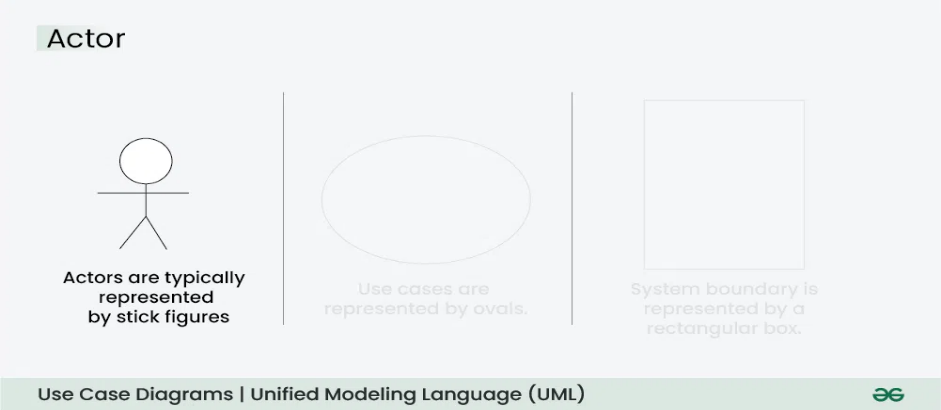 Actor
Actors are typically
represented
by stick figures
Use cases are
represented by ovals.
System boundary is
represented by a
rectangular box.
Use Case Diagrams | Unified Modeling Language (UML)